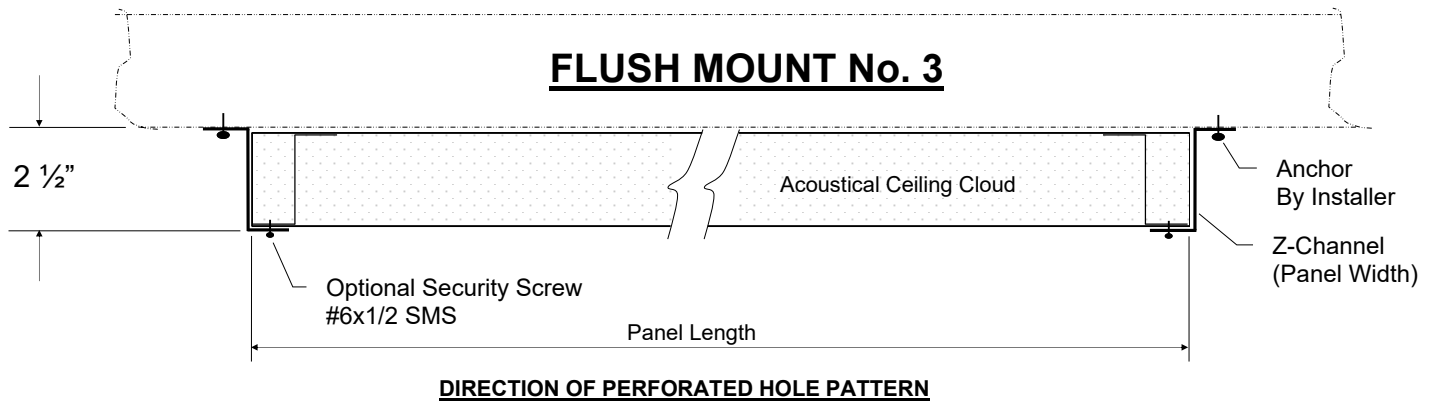 FLUSH MOUNT No. 3
2 ½”
Acoustical Ceiling Cloud
Anchor
By Installer
Z-Channel
(Panel Width)
Optional Security Screw
#6x1/2 SMS
Panel Length
DIRECTION OF PERFORATED HOLE PATTERN